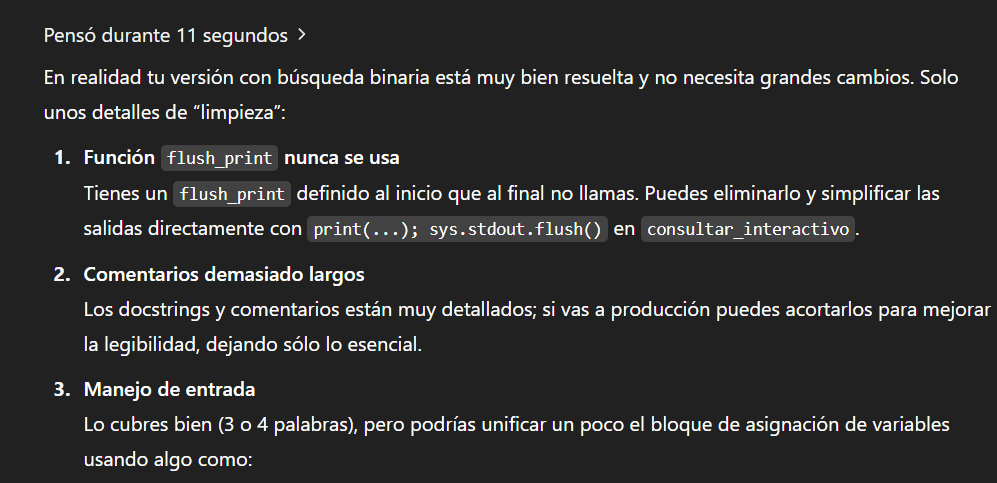 Pensó durante 11 segundos >
En realidad tu versión con búsqueda binaria está muy bien resuelta y no necesita grandes cambios. Solo
unos detalles de “limpieza”:
1. Función flush_print nunca se usa
Tienes un flush_print definido al inicio que al final no llamas. Puedes eliminarlo y simplificar las
salidas directamente con print(...); sys.stdout.flush() en consultar_interactivo.
2. Comentarios demasiado largos
Los docstrings y comentarios están muy detallados; si vas a producción puedes acortarlos para mejorar
la legibilidad, dejando sólo lo esencial.
3. Manejo de entrada
Lo cubres bien (3 o 4 palabras), pero podrías unificar un poco el bloque de asignación de variables
usando algo como: